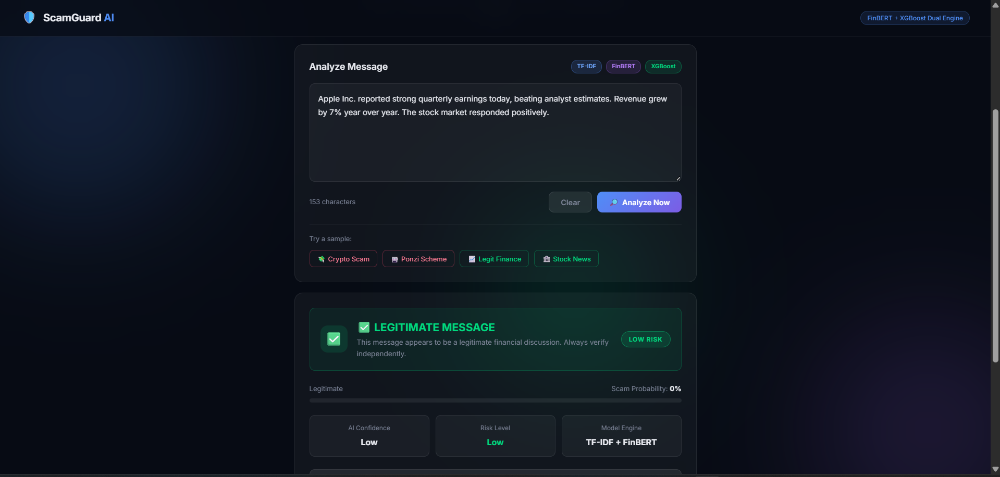 ScamGuard AI
FinBERT + XGBoost Dual Engine
Analyze Message
TF-IDF
FinBERT
XGBoost
Apple Inc. reported strong quarterly earnings today, beating analyst estimates. Revenue grew
by 7% year over year. The stock market responded positively.
153 characters
Clear
Analyze Now
Try a sample:
Crypto Scam
Ponzi Scheme
Legit Finance
Stock News
LEGITIMATE MESSAGE
This message appears to be a legitimate financial discussion. Always verify
independently.
LOW RISK
Legitimate
Scam Probability: 0%
AI Confidence
Low
Risk Level
Low
Model Engine
TF-IDF + FinBERT